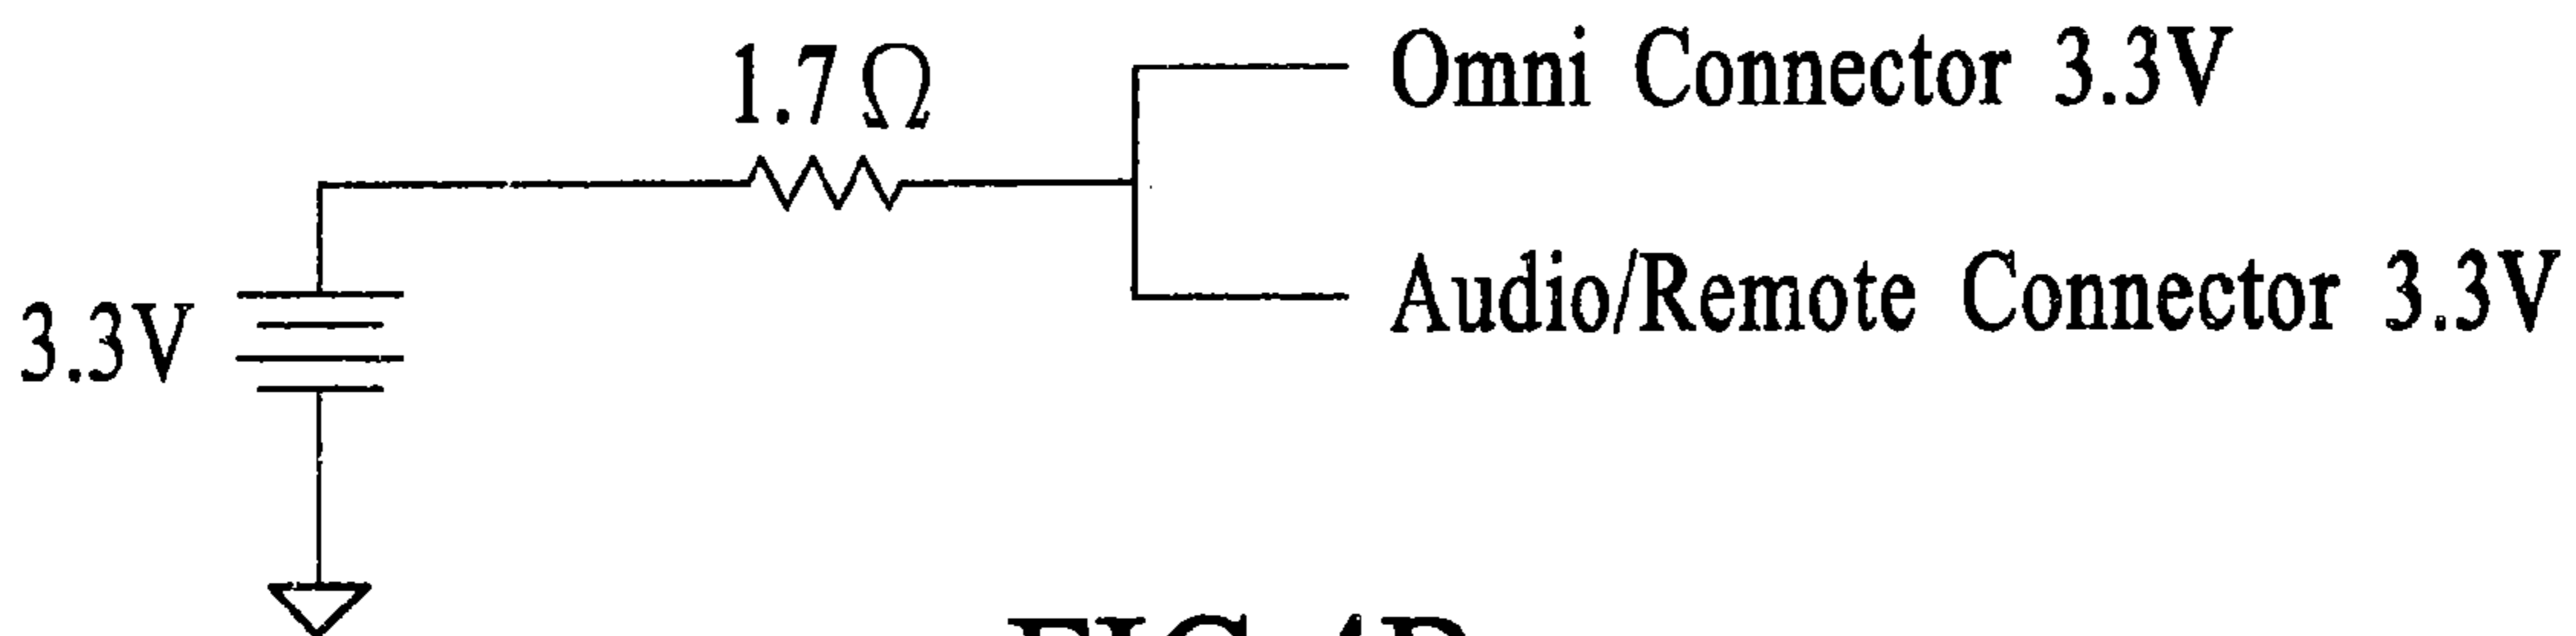 1.7 Ω
Omni Connector 3.3V
3.3V
Audio/Remote Connector 3.3V